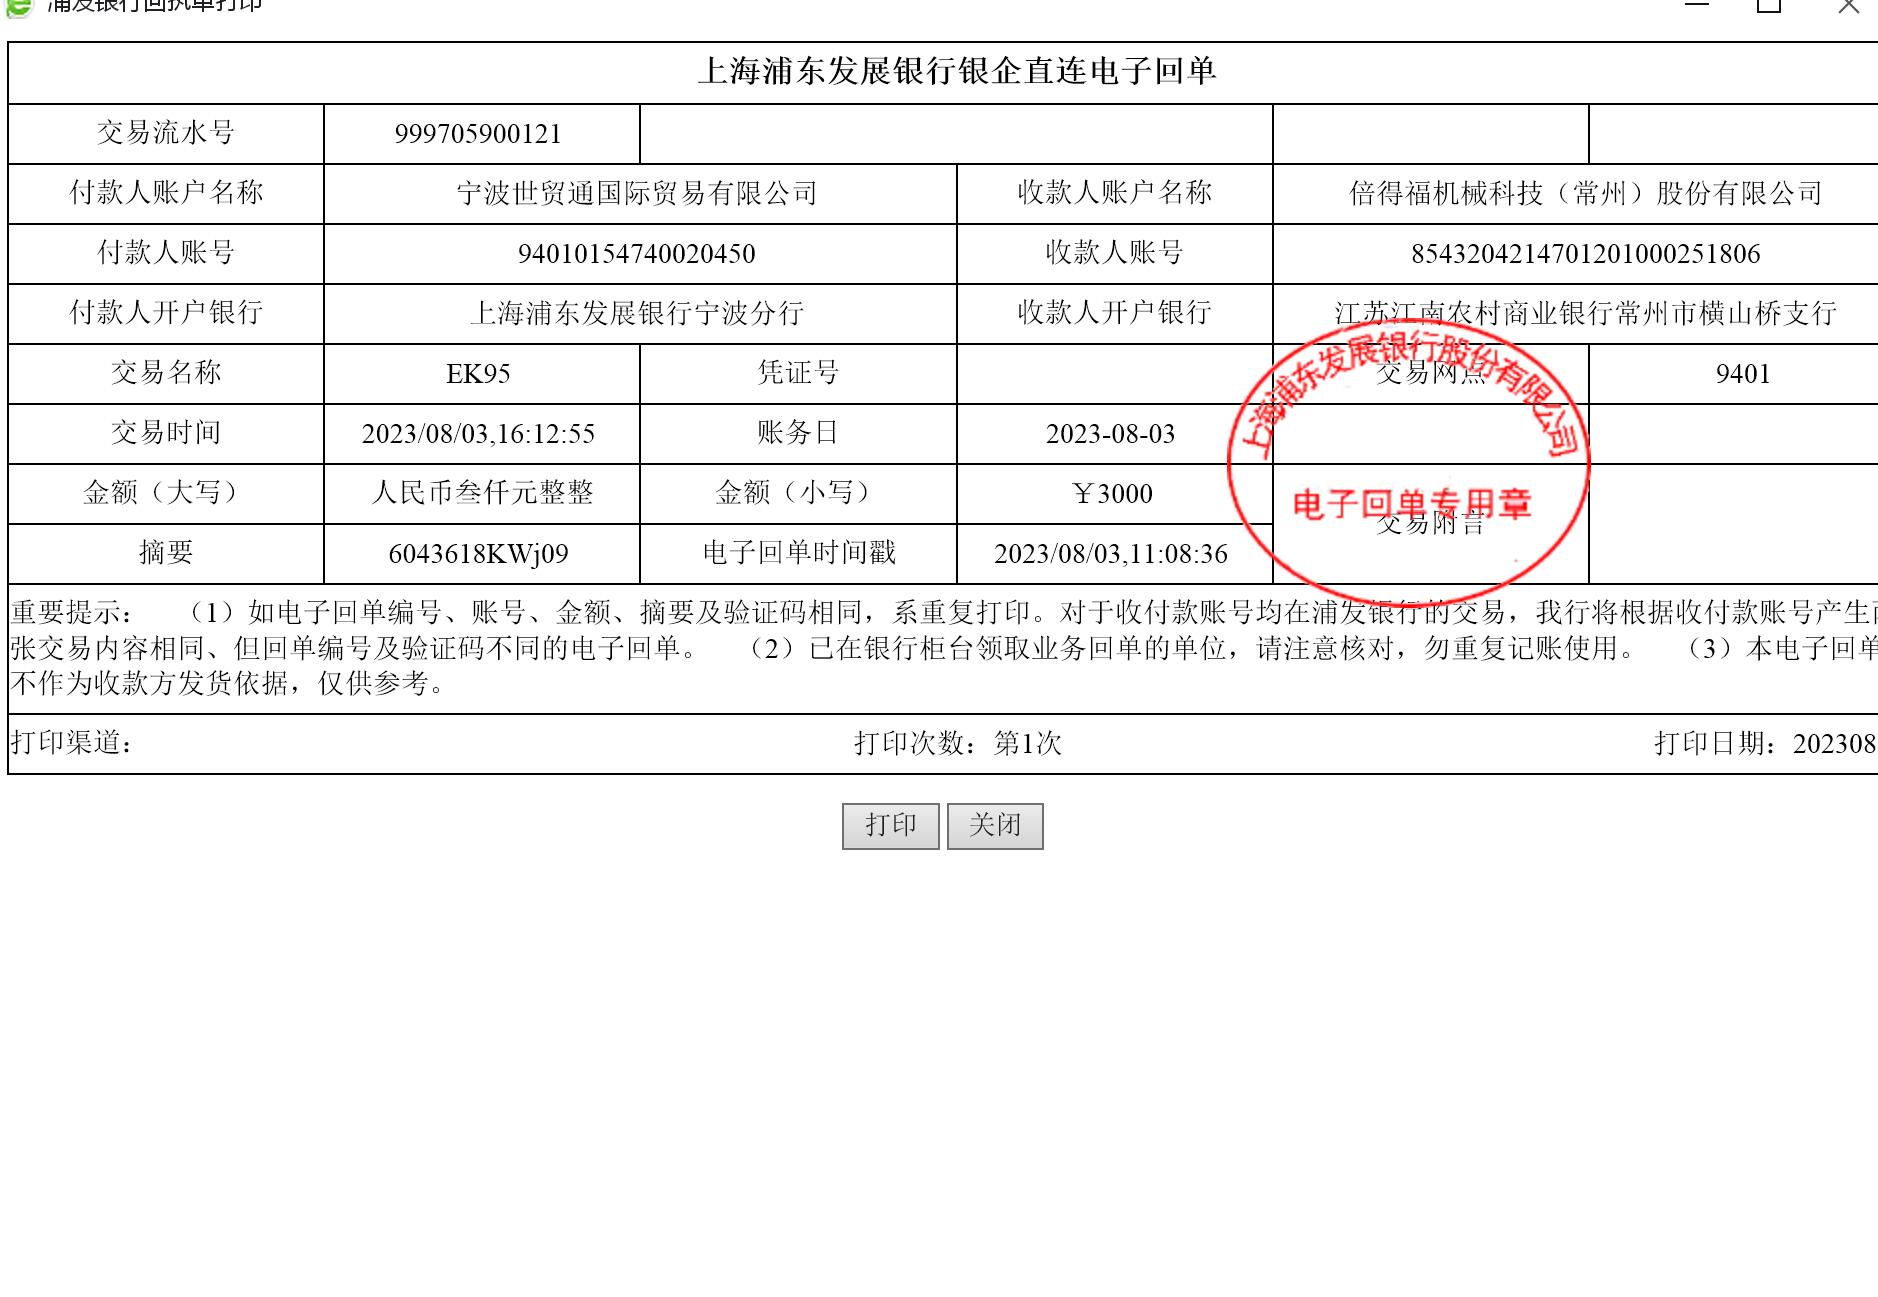 浦发银行回执单打印
上海浦东发展银行银企直连电子回单
交易流水号 999705900121
付款人账户名称 宁波世贸通国际贸易有限公司 收款人账户名称 倍得福机械科技（常州）股份有限公司
付款人账号 94010154740020450 收款人账号 8543204214701201000251806
付款人开户银行 上海浦东发展银行宁波分行 收款人开户银行 江苏江南农村商业银行常州市横山桥支行
交易名称 EK95 凭证号 交易网点 9401
交易时间 2023/08/03,16:12:55 账务日 2023-08-03
金额（大写） 人民币叁仟元整整 金额（小写） ￥3000
摘要 6043618KWj09 电子回单时间戳 2023/08/03,11:08:36 交易附言
上海浦东发展银行股份有限公司
电子回单专用章
重要提示： （1）如电子回单编号、账号、金额、摘要及验证码相同，系重复打印。对于收付款账号均在浦发银行的交易，我行将根据收付款账号产生
张交易内容相同、但回单编号及验证码不同的电子回单。 （2）已在银行柜台领取业务回单的单位，请注意核对，勿重复记账使用。 （3）本电子回单
不作为收款方发货依据，仅供参考。
打印渠道： 打印次数：第1次 打印日期：202308
打印 关闭